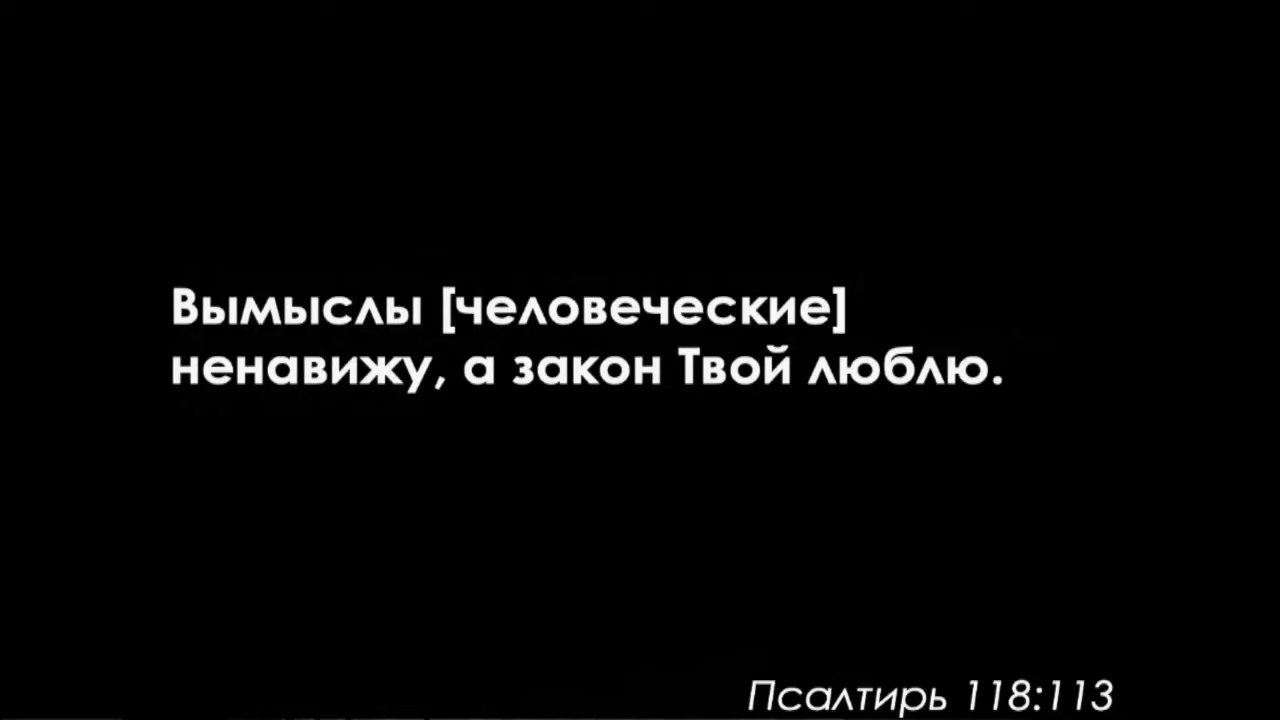 Вымыслы [человеческие]
ненавижу, а закон Твой люблю.
Псалтирь 118:113